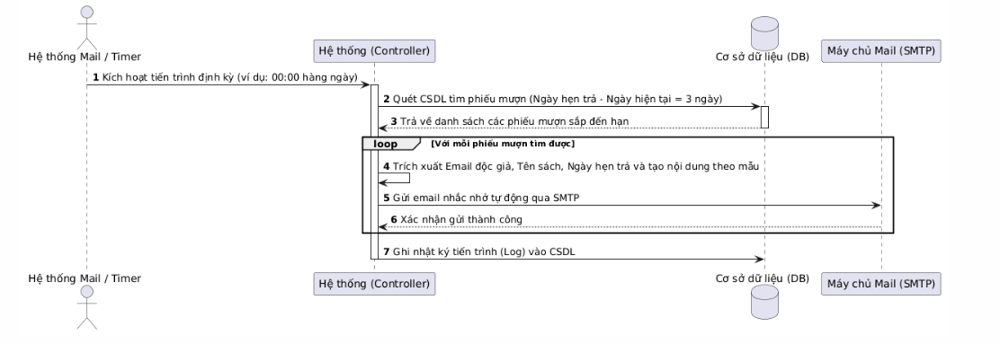 Hệ thống Mail / Timer
Hệ thống (Controller)
Cơ sở dữ liệu (DB)
Máy chủ Mail (SMTP)
1 Kích hoạt tiến trình định kỳ (ví dụ: 00:00 hàng ngày)
2 Quét CSDL tìm phiếu mượn (Ngày hẹn trả - Ngày hiện tại = 3 ngày)
3 Trả về danh sách các phiếu mượn sắp đến hạn
loop [Với mỗi phiếu mượn tìm được]
4 Trích xuất Email độc giả, Tên sách, Ngày hẹn trả và tạo nội dung theo mẫu
5 Gửi email nhắc nhở tự động qua SMTP
6 Xác nhận gửi thành công
7 Ghi nhật ký tiến trình (Log) vào CSDL
Hệ thống Mail / Timer
Hệ thống (Controller)
Cơ sở dữ liệu (DB)
Máy chủ Mail (SMTP)